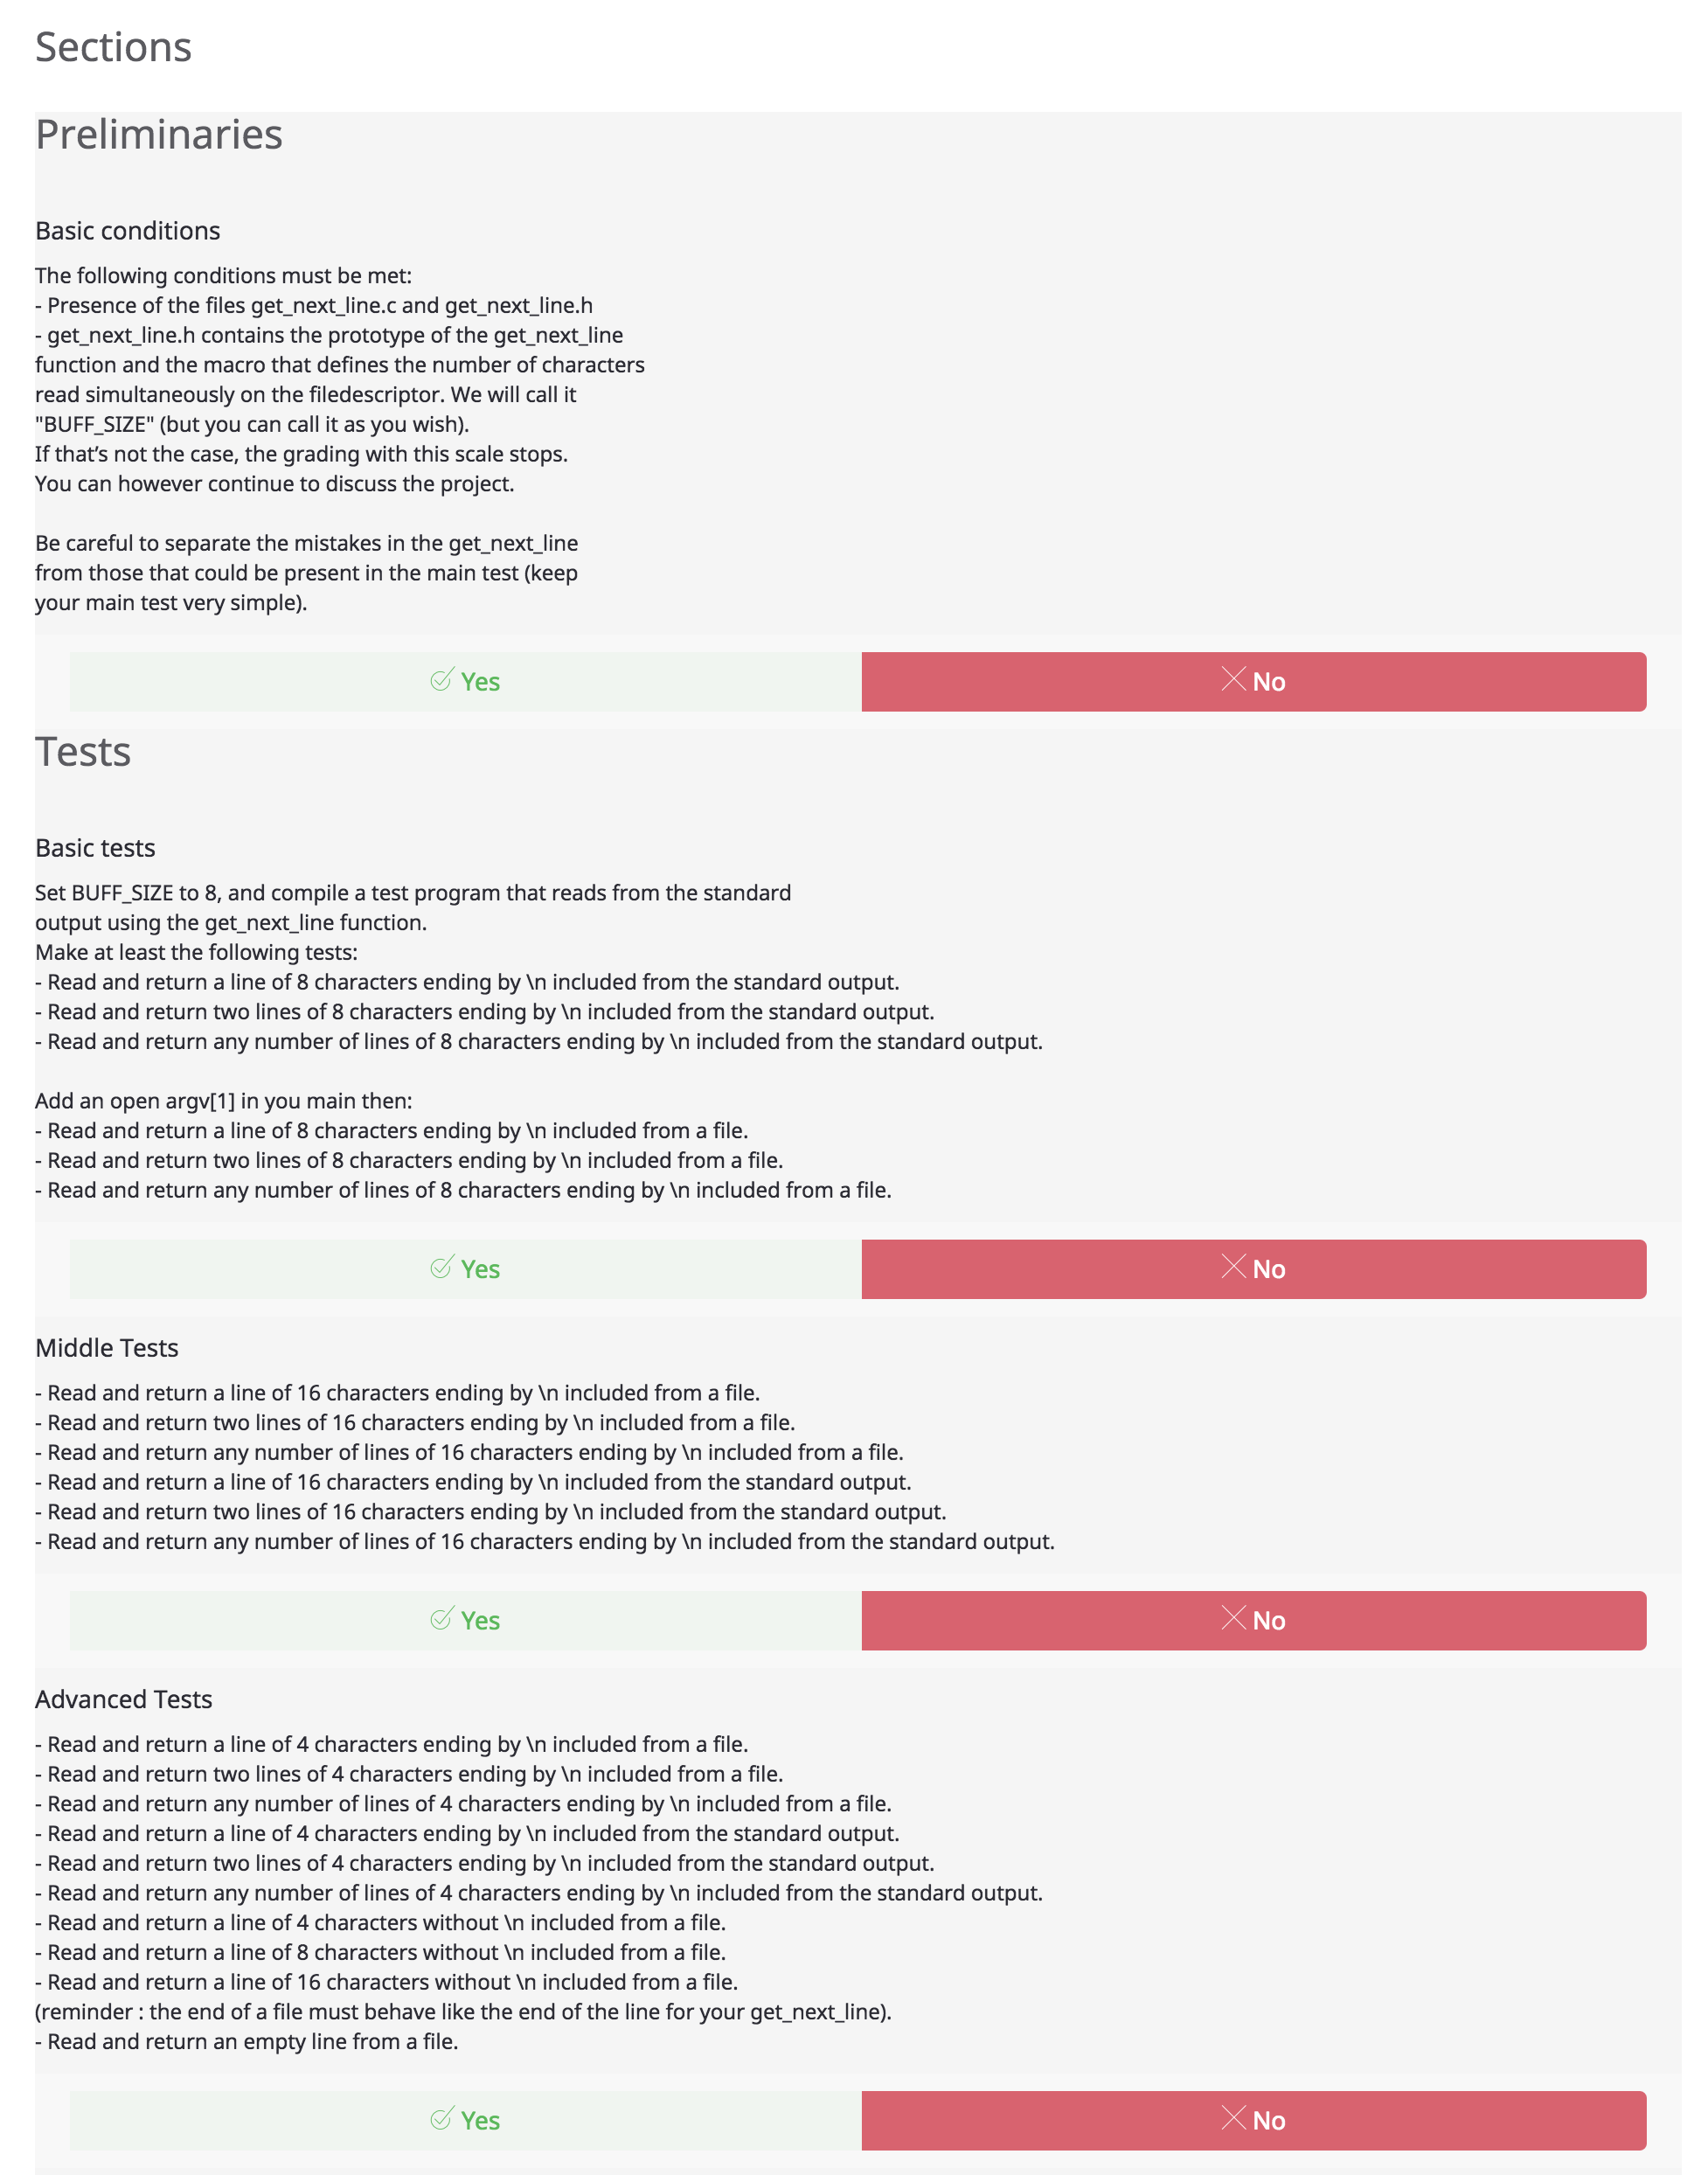 Sections
Preliminaries
Basic conditions
The following conditions must be met:
- Presence of the files get_next_line.c and get_next_line.h
- get_next_line.h contains the prototype of the get_next_line
function and the macro that defines the number of characters
read simultaneously on the filedescriptor. We will call it
"BUFF_SIZE" (but you can call it as you wish).
If that’s not the case, the grading with this scale stops.
You can however continue to discuss the project.
Be careful to separate the mistakes in the get_next_line
from those that could be present in the main test (keep
your main test very simple).
Yes No
Tests
Basic tests
Set BUFF_SIZE to 8, and compile a test program that reads from the standard
output using the get_next_line function.
Make at least the following tests:
- Read and return a line of 8 characters ending by \n included from the standard output.
- Read and return two lines of 8 characters ending by \n included from the standard output.
- Read and return any number of lines of 8 characters ending by \n included from the standard output.
Add an open argv[1] in you main then:
- Read and return a line of 8 characters ending by \n included from a file.
- Read and return two lines of 8 characters ending by \n included from a file.
- Read and return any number of lines of 8 characters ending by \n included from a file.
Yes No
Middle Tests
- Read and return a line of 16 characters ending by \n included from a file.
- Read and return two lines of 16 characters ending by \n included from a file.
- Read and return any number of lines of 16 characters ending by \n included from a file.
- Read and return a line of 16 characters ending by \n included from the standard output.
- Read and return two lines of 16 characters ending by \n included from the standard output.
- Read and return any number of lines of 16 characters ending by \n included from the standard output.
Yes No
Advanced Tests
- Read and return a line of 4 characters ending by \n included from a file.
- Read and return two lines of 4 characters ending by \n included from a file.
- Read and return any number of lines of 4 characters ending by \n included from a file.
- Read and return a line of 4 characters ending by \n included from the standard output.
- Read and return two lines of 4 characters ending by \n included from the standard output.
- Read and return any number of lines of 4 characters ending by \n included from the standard output.
- Read and return a line of 4 characters without \n included from a file.
- Read and return a line of 8 characters without \n included from a file.
- Read and return a line of 16 characters without \n included from a file.
(reminder : the end of a file must behave like the end of the line for your get_next_line).
- Read and return an empty line from a file.
Yes No